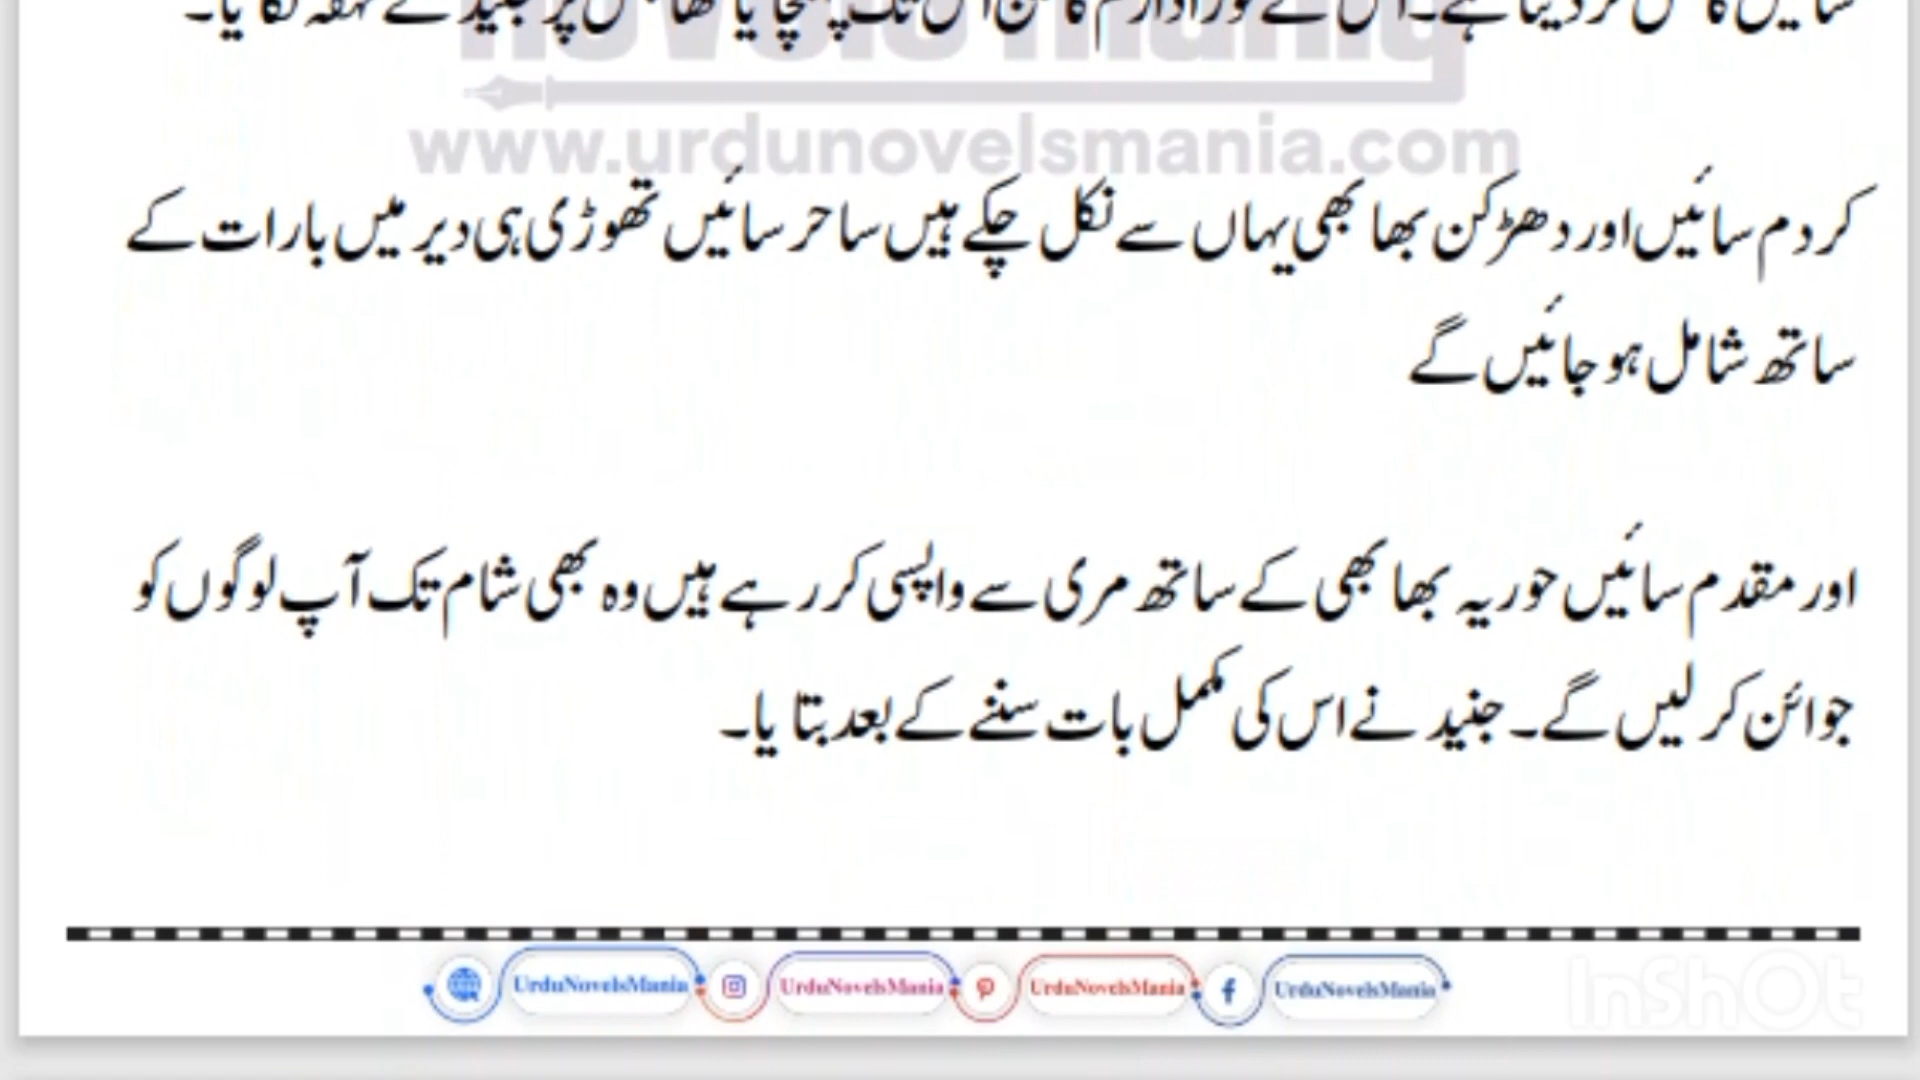 novels mania
www.urdunovelsmania.com
کردم سائیں اور دھڑکن بھابھی یہاں سے نکل چکے ہیں ساحر سائیں تھوڑی ہی دیر میں بارات کے
ساتھ شامل ہو جائیں گے
اور مقدم سائیں حوریہ بھابھی کے ساتھ مری سے واپسی کر رہے ہیں وہ بھی شام تک آپ لوگوں کو
جوائن کر لیں گے۔ جنید نے اس کی مکمل بات سننے کے بعد بتایا۔
UrduNovelsMania UrduNovelsMania UrduNovelsMania UrduNovelsMania
InShOt